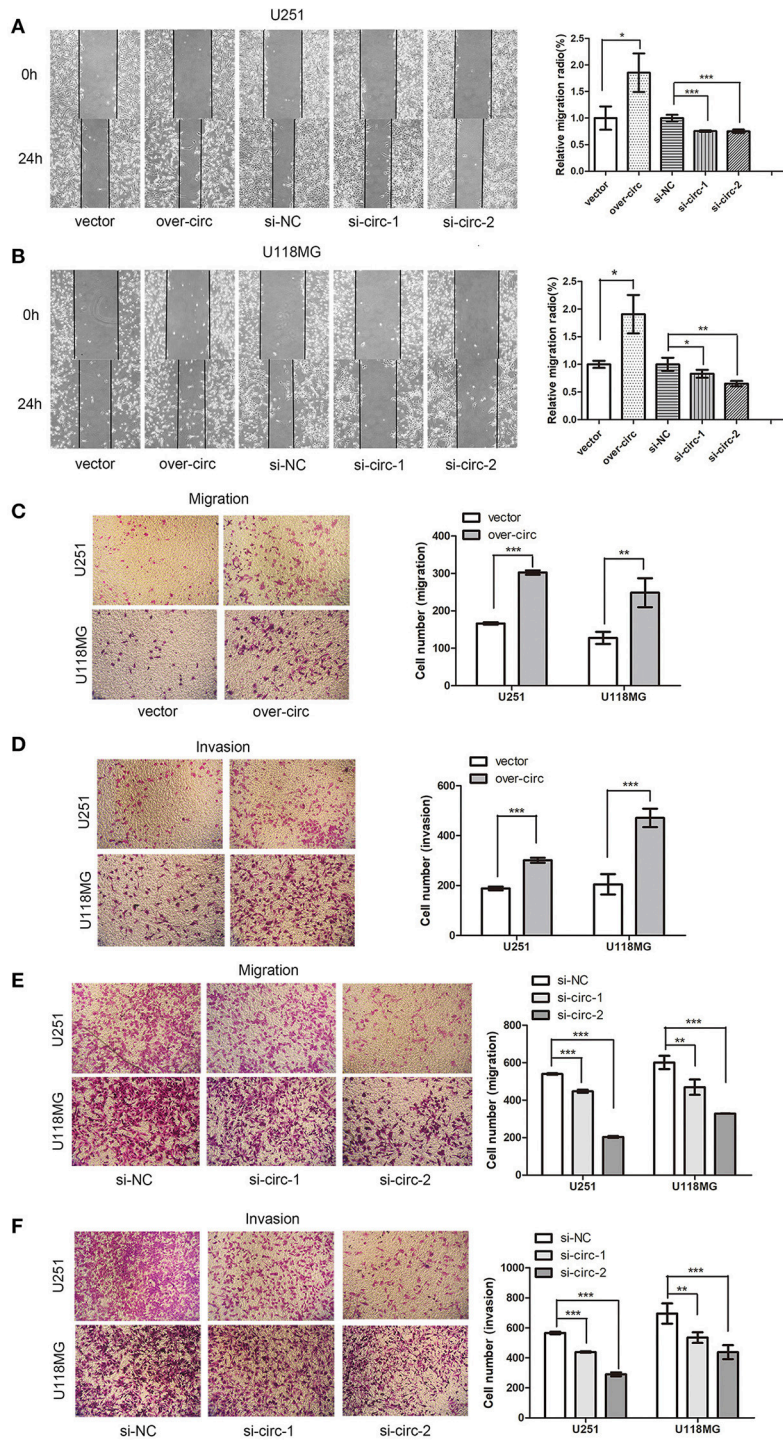 A
U251
0h
24h
vector over-circ si-NC si-circ-1 si-circ-2
Relative migration radio(%)
2.5
2.0
1.5
1.0
0.5
0.0
* *** ***
vector over-circ si-NC si-circ-1 si-circ-2
B
U118MG
0h
24h
vector over-circ si-NC si-circ-1 si-circ-2
Relative migration radio(%)
2.5
2.0
1.5
1.0
0.5
0.0
* * **
vector over-circ si-NC si-circ-1 si-circ-2
C
Migration
U251
U118MG
vector over-circ
vector
over-circ
Cell number (migration)
400
300
200
100
0
*** **
U251 U118MG
D
Invasion
U251
U118MG
vector
over-circ
Cell number (invasion)
600
400
200
0
*** ***
U251 U118MG
E
Migration
U251
U118MG
si-NC si-circ-1 si-circ-2
si-NC
si-circ-1
si-circ-2
Cell number (migration)
800
600
400
200
0
*** *** ** ***
U251 U118MG
F
Invasion
U251
U118MG
si-NC si-circ-1 si-circ-2
si-NC
si-circ-1
si-circ-2
Cell number (invasion)
1000
800
600
400
200
0
*** *** ** ***
U251 U118MG